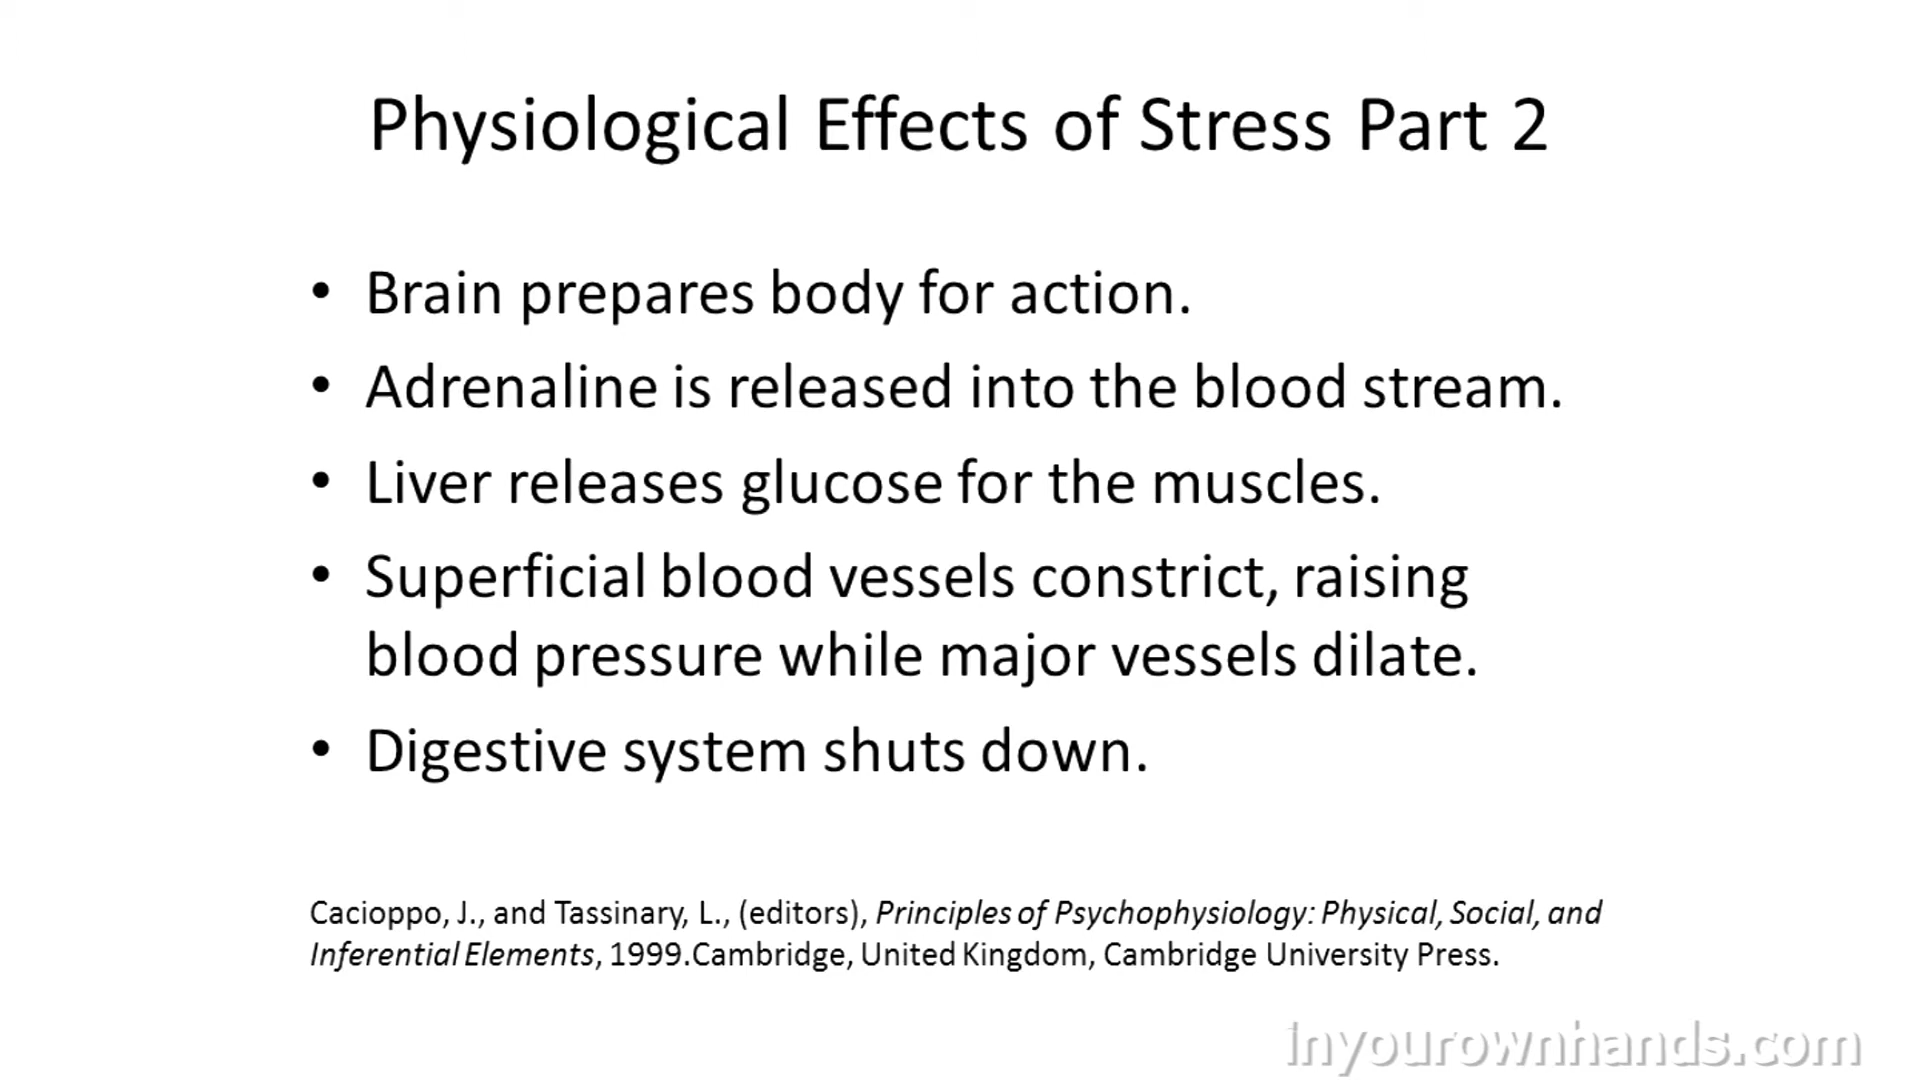 Physiological Effects of Stress Part 2
• Brain prepares body for action.
• Adrenaline is released into the blood stream.
• Liver releases glucose for the muscles.
• Superficial blood vessels constrict, raising
blood pressure while major vessels dilate.
• Digestive system shuts down.
Cacioppo, J., and Tassinary, L., (editors), Principles of Psychophysiology: Physical, Social, and
Inferential Elements, 1999.Cambridge, United Kingdom, Cambridge University Press.
inyourownhands.com